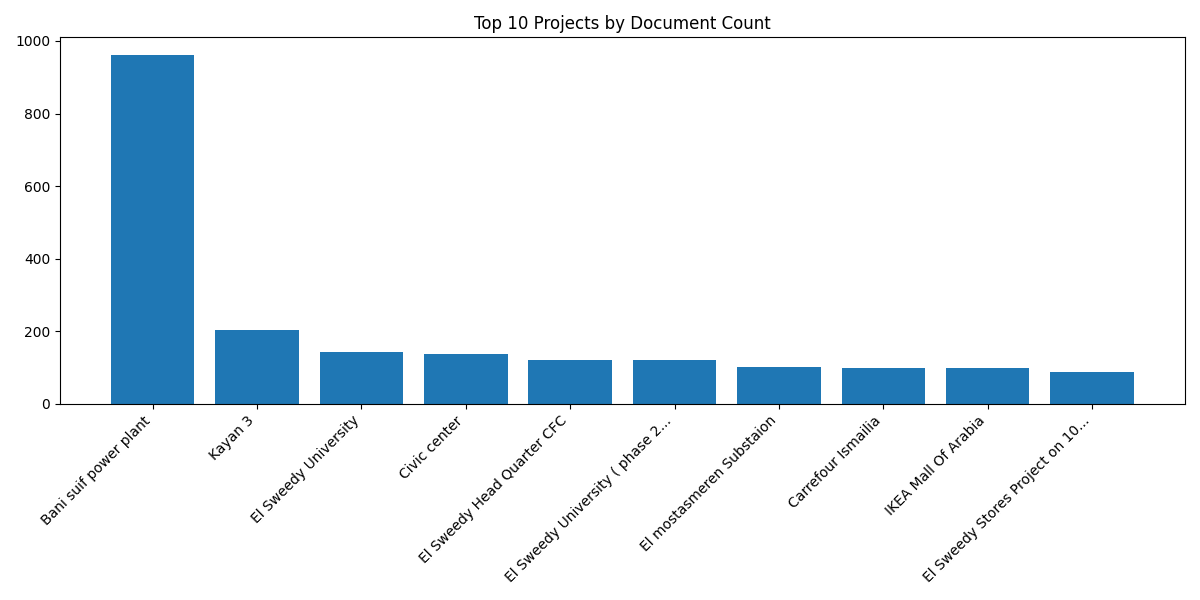 Top 10 Projects by Document Count
1000
800
600
400
200
0
Bani suif power plant
Kayan 3
El Sweedy University
Civic center
El Sweedy Head Quarter CFC
El Sweedy University ( phase 2...
El mostasmeren Substaion
Carrefour Ismailia
IKEA Mall Of Arabia
El Sweedy Stores Project on 10...